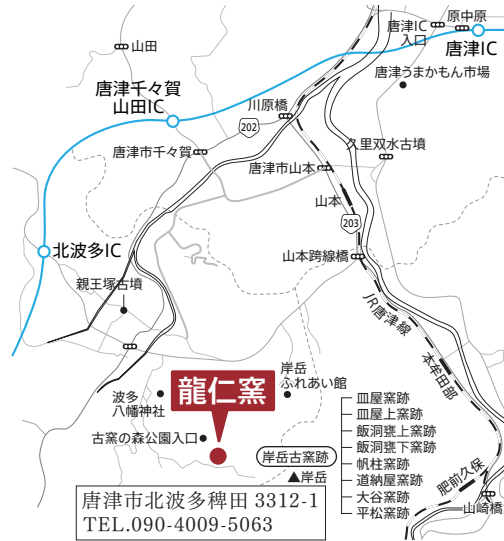 原中原
唐津IC
入口
唐津IC
山田
唐津うまかもん市場
唐津千々賀
山田IC
川原橋
202
久里双水古墳
唐津市千々賀
唐津市山本
山本
203
北波多IC
山本跨線橋
親王塚古墳
JR唐津線
本牟田部
岸岳
ふれあい館
龍仁窯
波多
八幡神社
古窯の森公園入口
岸岳古窯跡
皿屋窯跡
皿屋上窯跡
飯洞甕上窯跡
飯洞甕下窯跡
帆柱窯跡
道納屋窯跡
大谷窯跡
平松窯跡
▲岸岳
肥前久保
山崎橋
唐津市北波多稗田 3312-1
TEL.090-4009-5063